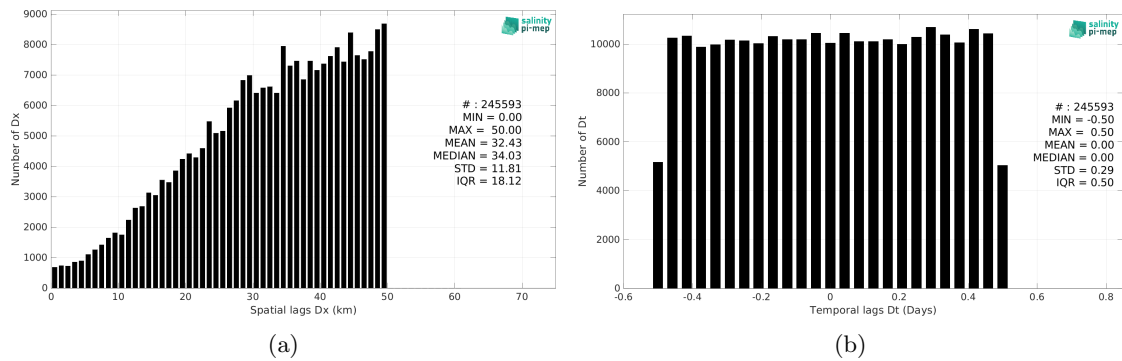 9000
8000
7000
6000
5000
4000
3000
2000
1000
0
Number of Dx
salinity
pi-mep
# : 245593
MIN = 0.00
MAX = 50.00
MEAN = 32.43
MEDIAN = 34.03
STD = 11.81
IQR = 18.12
0 10 20 30 40 50 60 70
Spatial lags Dx (km)
(a)
12000
10000
8000
6000
4000
2000
0
Number of Dt
salinity
pi-mep
# : 245593
MIN = -0.50
MAX = 0.50
MEAN = 0.00
MEDIAN = 0.00
STD = 0.29
IQR = 0.50
-0.6 -0.4 -0.2 0 0.2 0.4 0.6 0.8
Temporal lags Dt (Days)
(b)